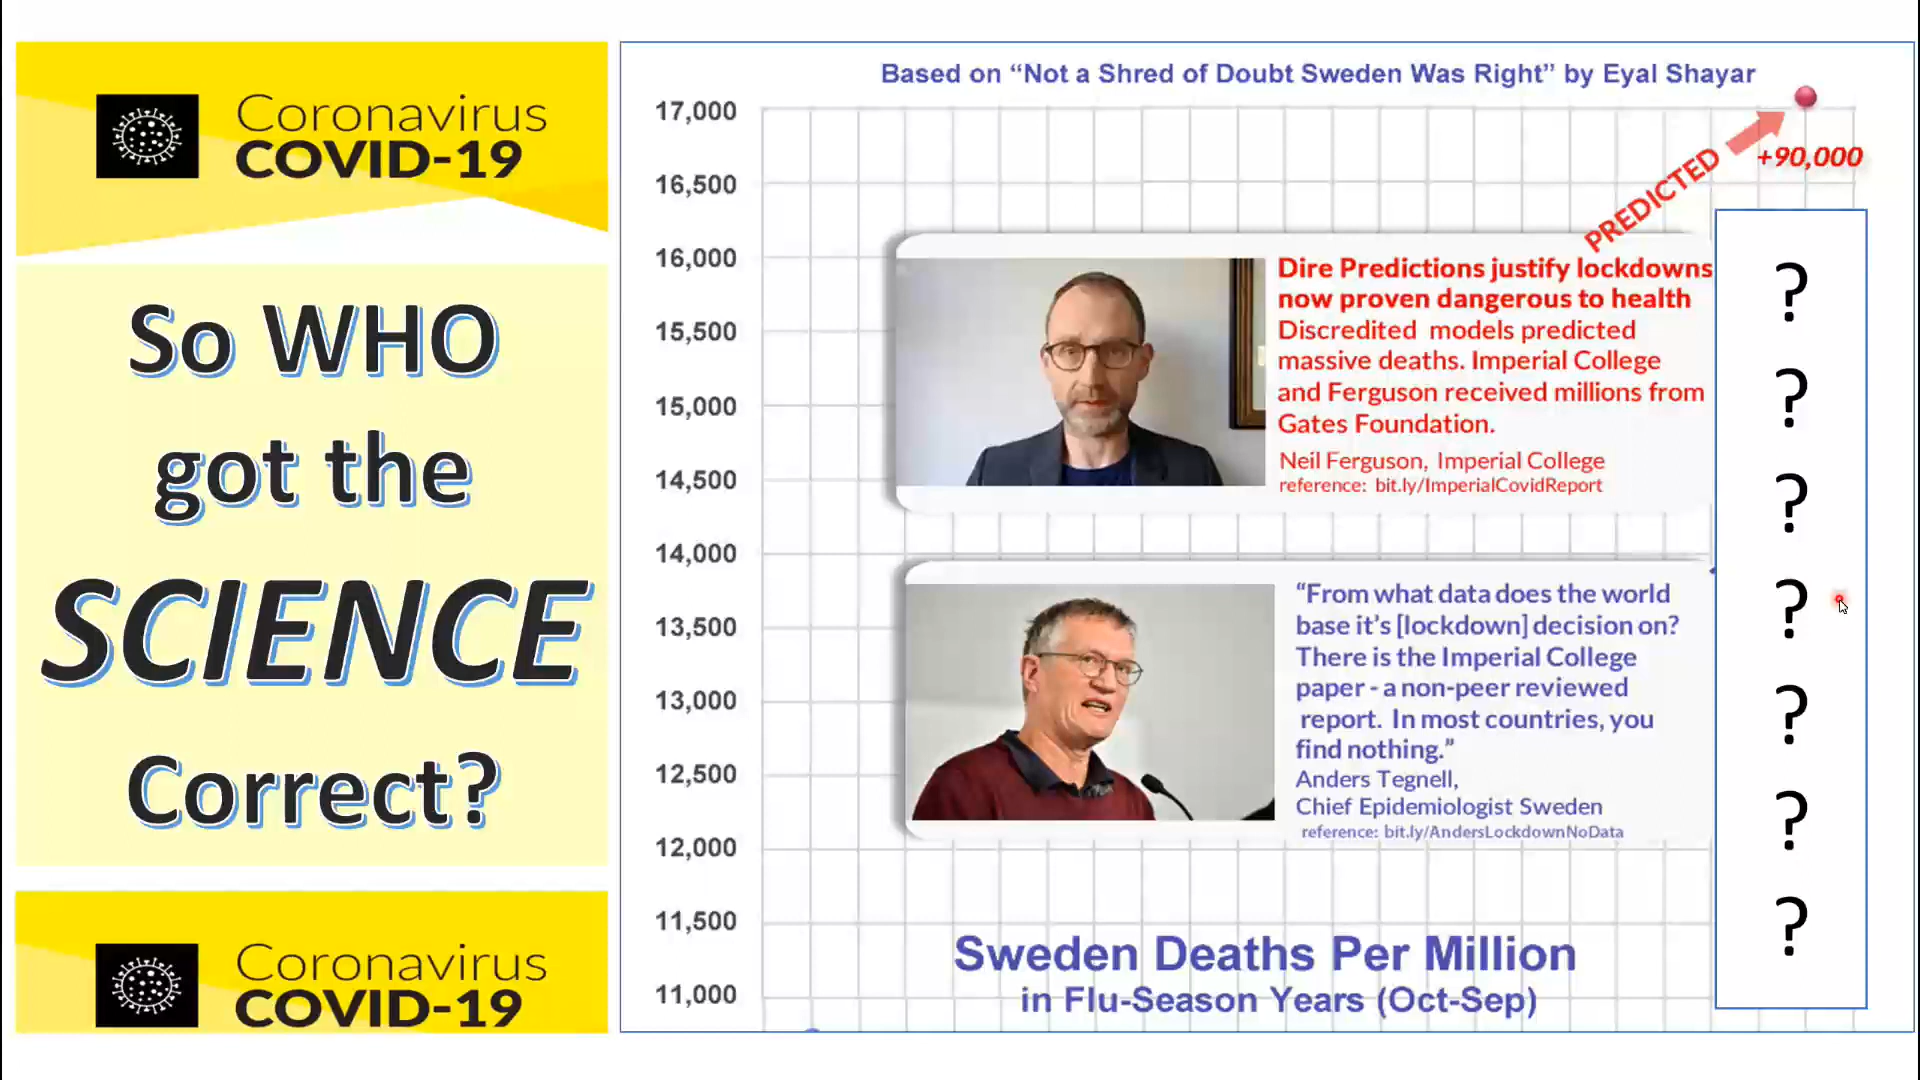 Coronavirus
COVID-19
So WHO
got the
SCIENCE
Correct?
Coronavirus
COVID-19
Based on “Not a Shred of Doubt Sweden Was Right” by Eyal Shayar
17,000
16,500
16,000
15,500
15,000
14,500
14,000
13,500
13,000
12,500
12,000
11,500
11,000
PREDICTED
+90,000
Dire Predictions justify lockdowns
now proven dangerous to health
Discredited models predicted
massive deaths. Imperial College
and Ferguson received millions from
Gates Foundation.
Neil Ferguson, Imperial College
reference: bit.ly/ImperialCovidReport
“From what data does the world
base it’s [lockdown] decision on?
There is the Imperial College
paper - a non-peer reviewed
report. In most countries, you
find nothing.”
Anders Tegnell,
Chief Epidemiologist Sweden
reference: bit.ly/AndersLockdownNoData
Sweden Deaths Per Million
in Flu-Season Years (Oct-Sep)
?
?
?
?
?
?
?